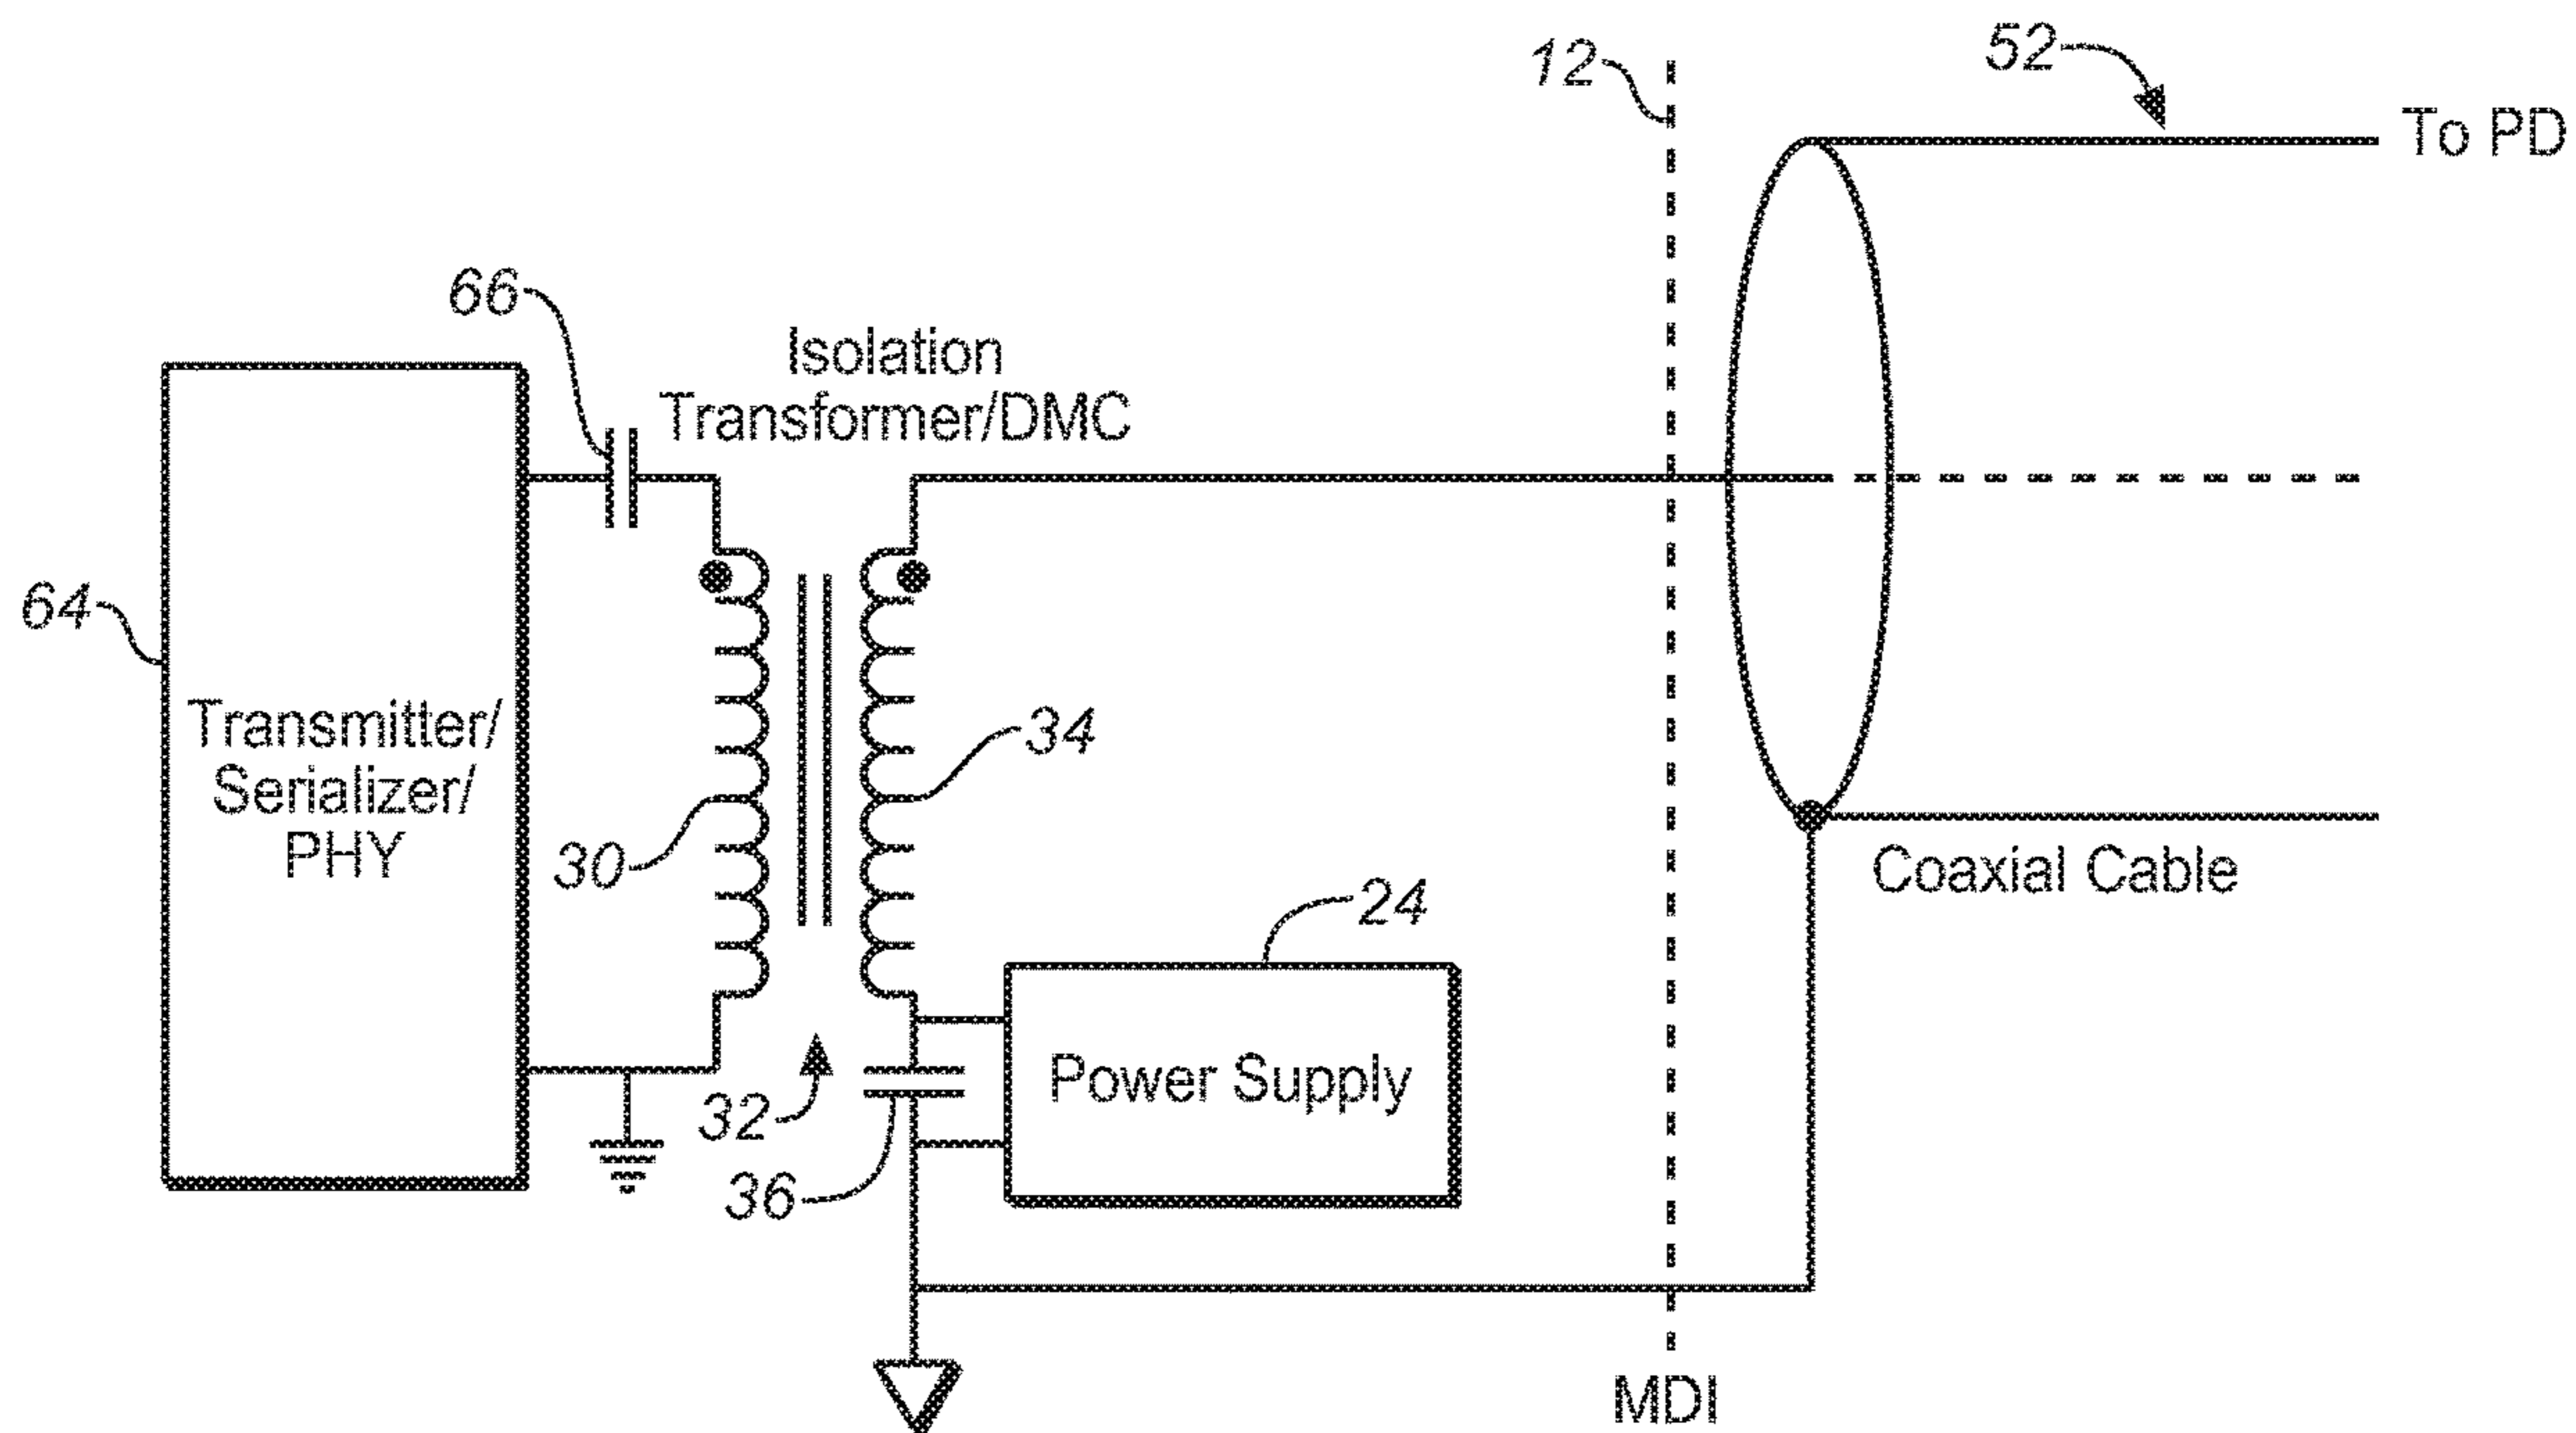 12
52
To PD
66
Isolation
Transformer/DMC
64
Transmitter/
Serializer/
PHY
30
34
24
Coaxial Cable
Power Supply
32
36
MDI